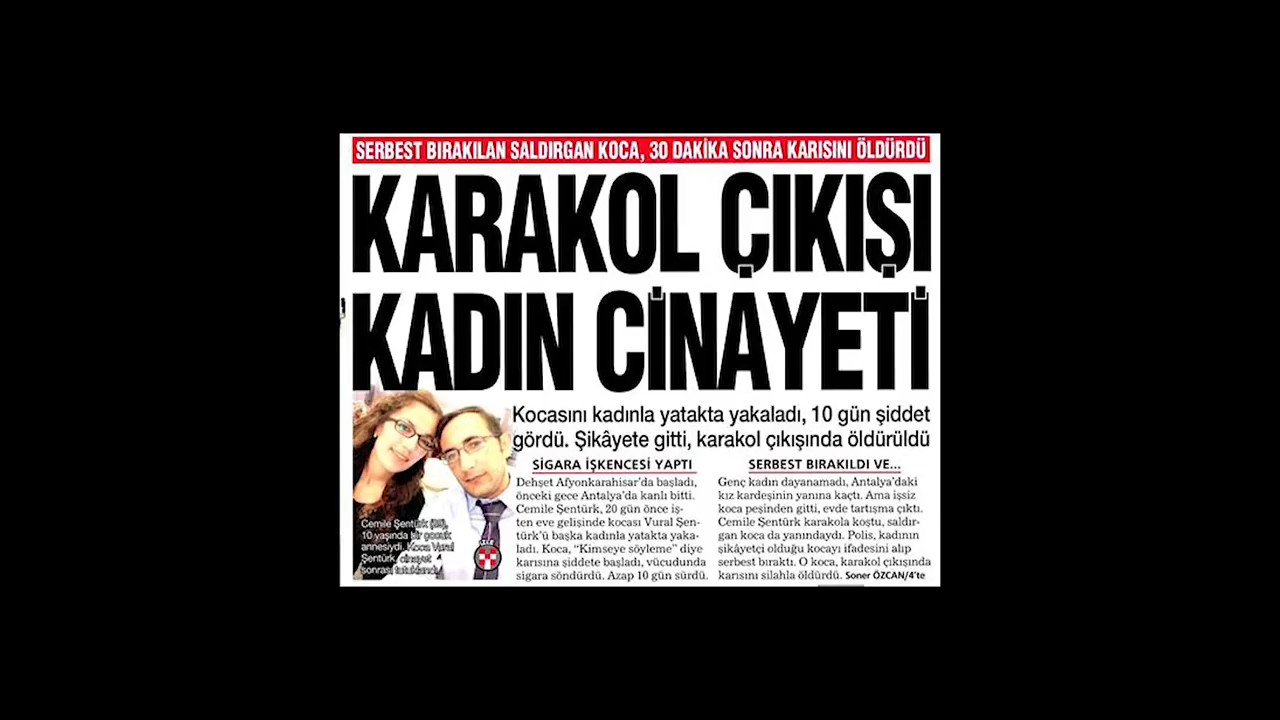 SERBEST BIRAKILAN SALDIRGAN KOCA, 30 DAKİKA SONRA KARISINI ÖLDÜRDÜ
KARAKOL ÇIKIŞI
KADIN CİNAYETİ
Kocasını kadınla yatakta yakaladı, 10 gün şiddet
gördü. Şikâyete gitti, karakol çıkışında öldürüldü
SİGARA İŞKENCESİ YAPTI
Dehşet Afyonkarahisar'da başladı,
önceki gece Antalya'da kanlı bitti.
Cemile Şentürk, 20 gün önce iş-
ten eve gelişinde kocası Vural Şen-
türk'ü başka kadınla yatakta yaka-
ladı. Koca, "Kimseye söyleme" diye
karısına şiddete başladı, vücudunda
sigara söndürdü. Azap 10 gün sürdü.
SERBEST BIRAKILDI VE...
Genç kadın dayanamadı, Antalya'daki
kız kardeşinin yanına kaçtı. Ama işsiz
koca peşinden gitti, evde tartışma çıktı.
Cemile Şentürk karakola koştu, saldır-
gan koca da yanındaydı. Polis, kadının
şikâyetçi olduğu kocayı ifadesini alıp
serbest bıraktı. O koca, karakol çıkışında
karısını silahla öldürdü. Soner ÖZCAN/4'te
Cemile Şentürk
10 yaşında bir çocuk
annesiydi. Koca Vural
Şentürk, cinayet
sonrası tutuklandı.